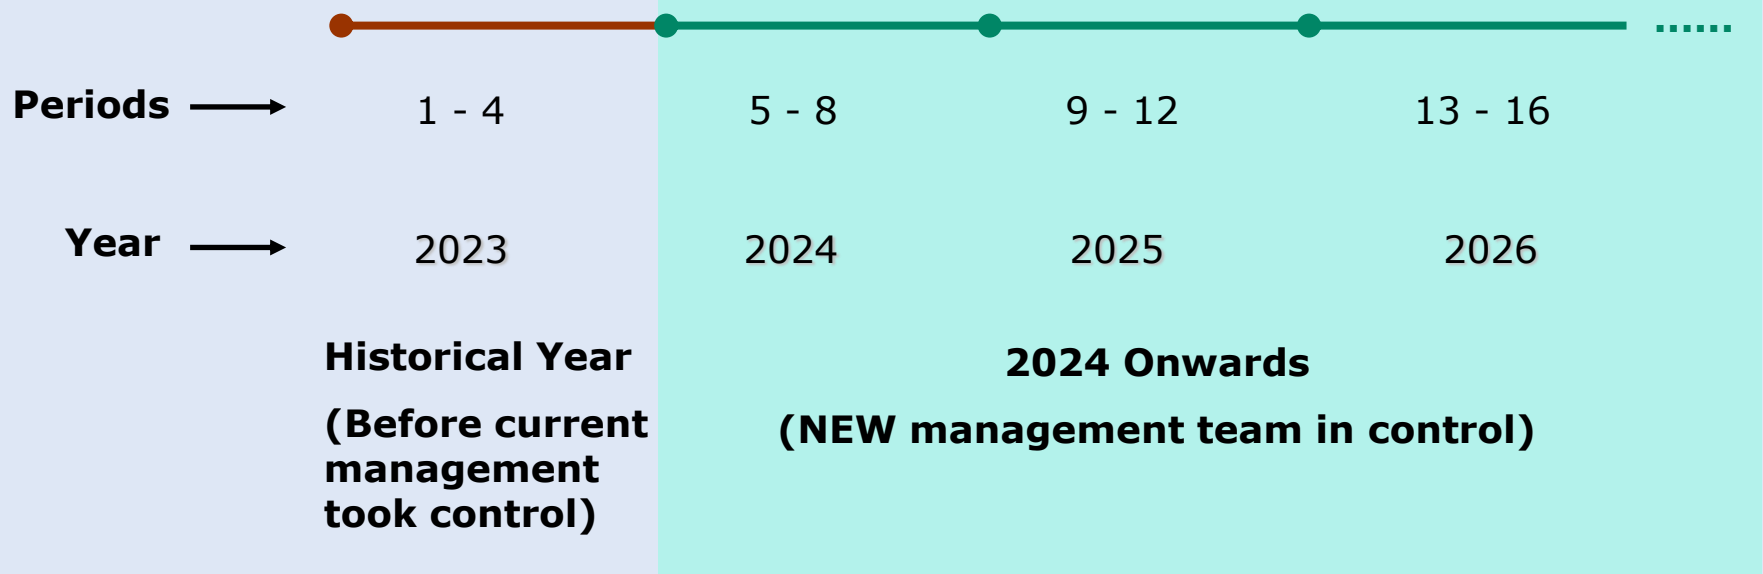 ......
Periods 1 - 4 5 - 8 9 - 12 13 - 16
Year 2023 2024 2025 2026
Historical Year
(Before current
management
took control)
2024 Onwards
(NEW management team in control)